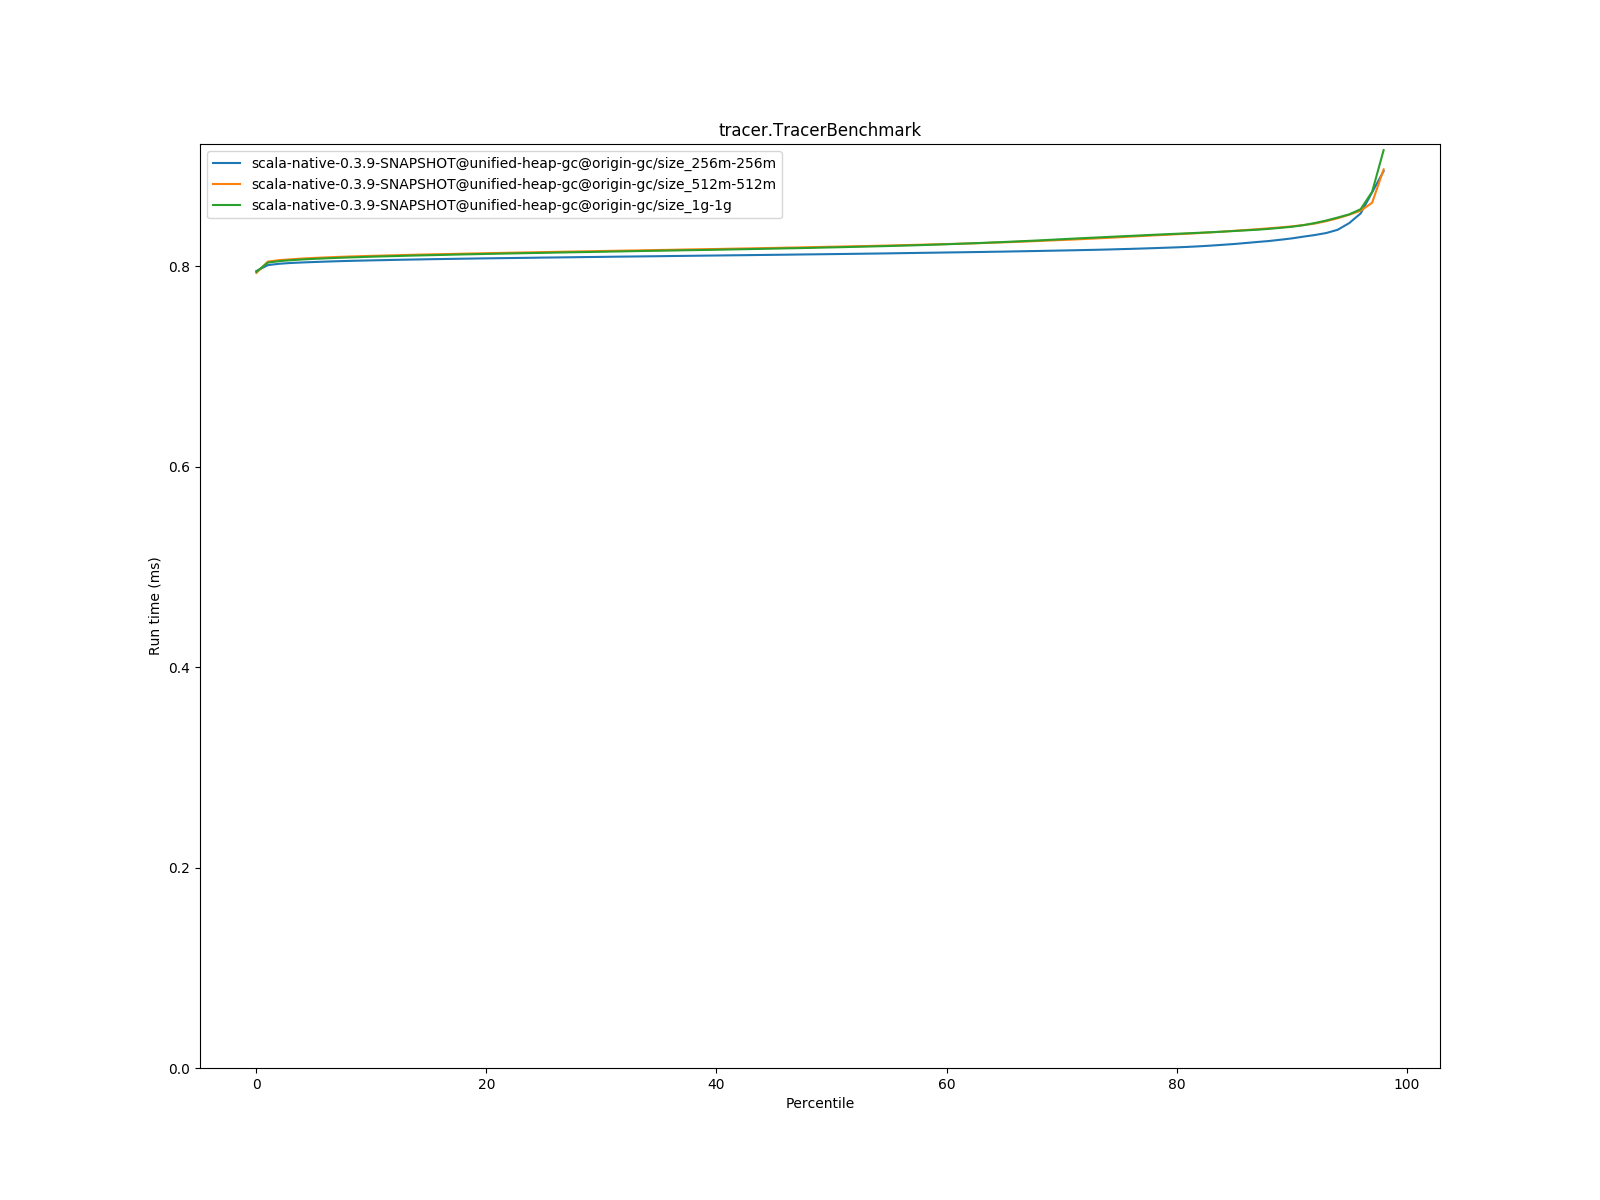 tracer.TracerBenchmark
scala-native-0.3.9-SNAPSHOT@unified-heap-gc@origin-gc/size_256m-256m
scala-native-0.3.9-SNAPSHOT@unified-heap-gc@origin-gc/size_512m-512m
scala-native-0.3.9-SNAPSHOT@unified-heap-gc@origin-gc/size_1g-1g
0.8
0.6
0.4
0.2
0.0
Run time (ms)
0 20 40 60 80 100
Percentile